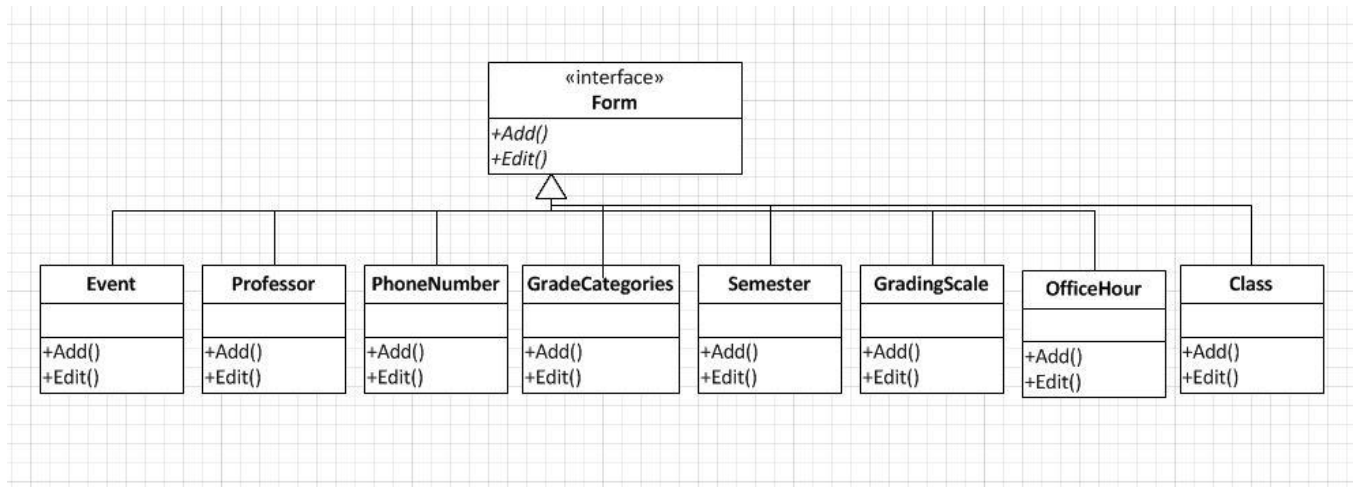 «interface»
Form
+Add()
+Edit()
Event
+Add()
+Edit()
Professor
+Add()
+Edit()
PhoneNumber
+Add()
+Edit()
GradeCategories
+Add()
+Edit()
Semester
+Add()
+Edit()
GradingScale
+Add()
+Edit()
OfficeHour
+Add()
+Edit()
Class
+Add()
+Edit()